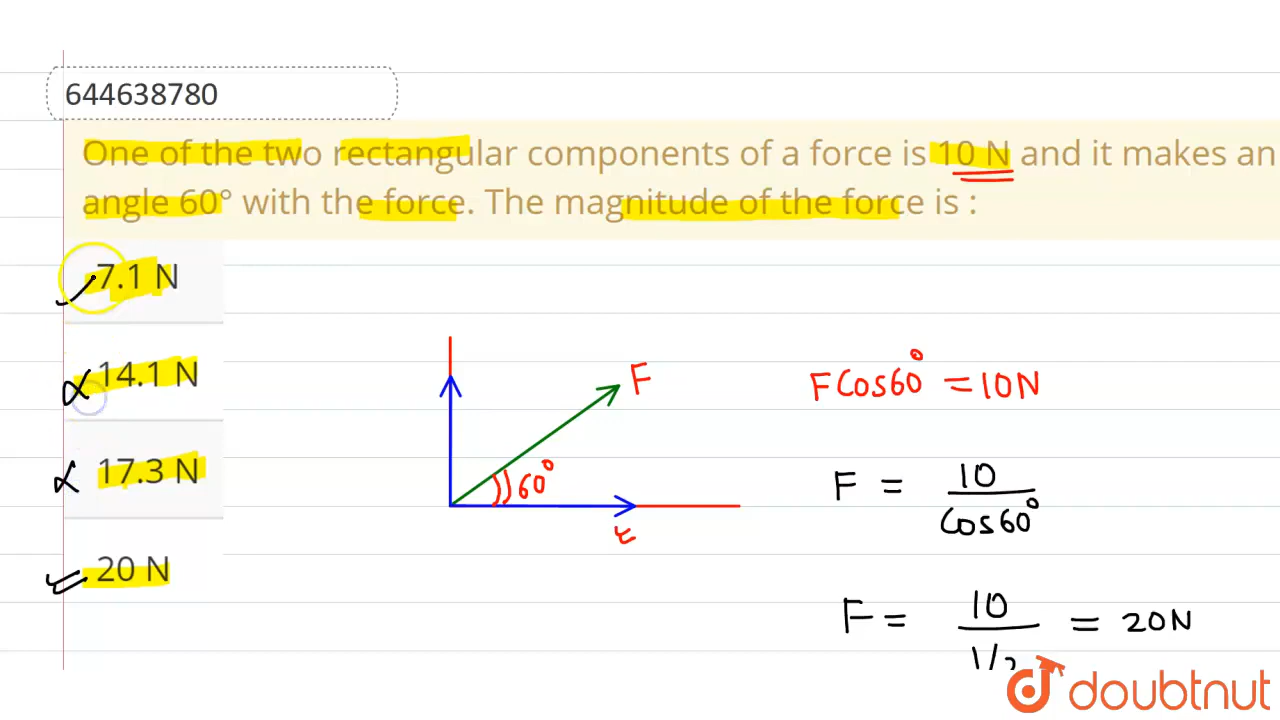 644638780
One of the two rectangular components of a force is 10 N and it makes an
angle 60° with the force. The magnitude of the force is :
7.1 N
14.1 N
17.3 N
20 N
F
60°
F Cos60° = 10N
F = 10
Cos60°
F = 10 = 20N
1/2
doubtnut